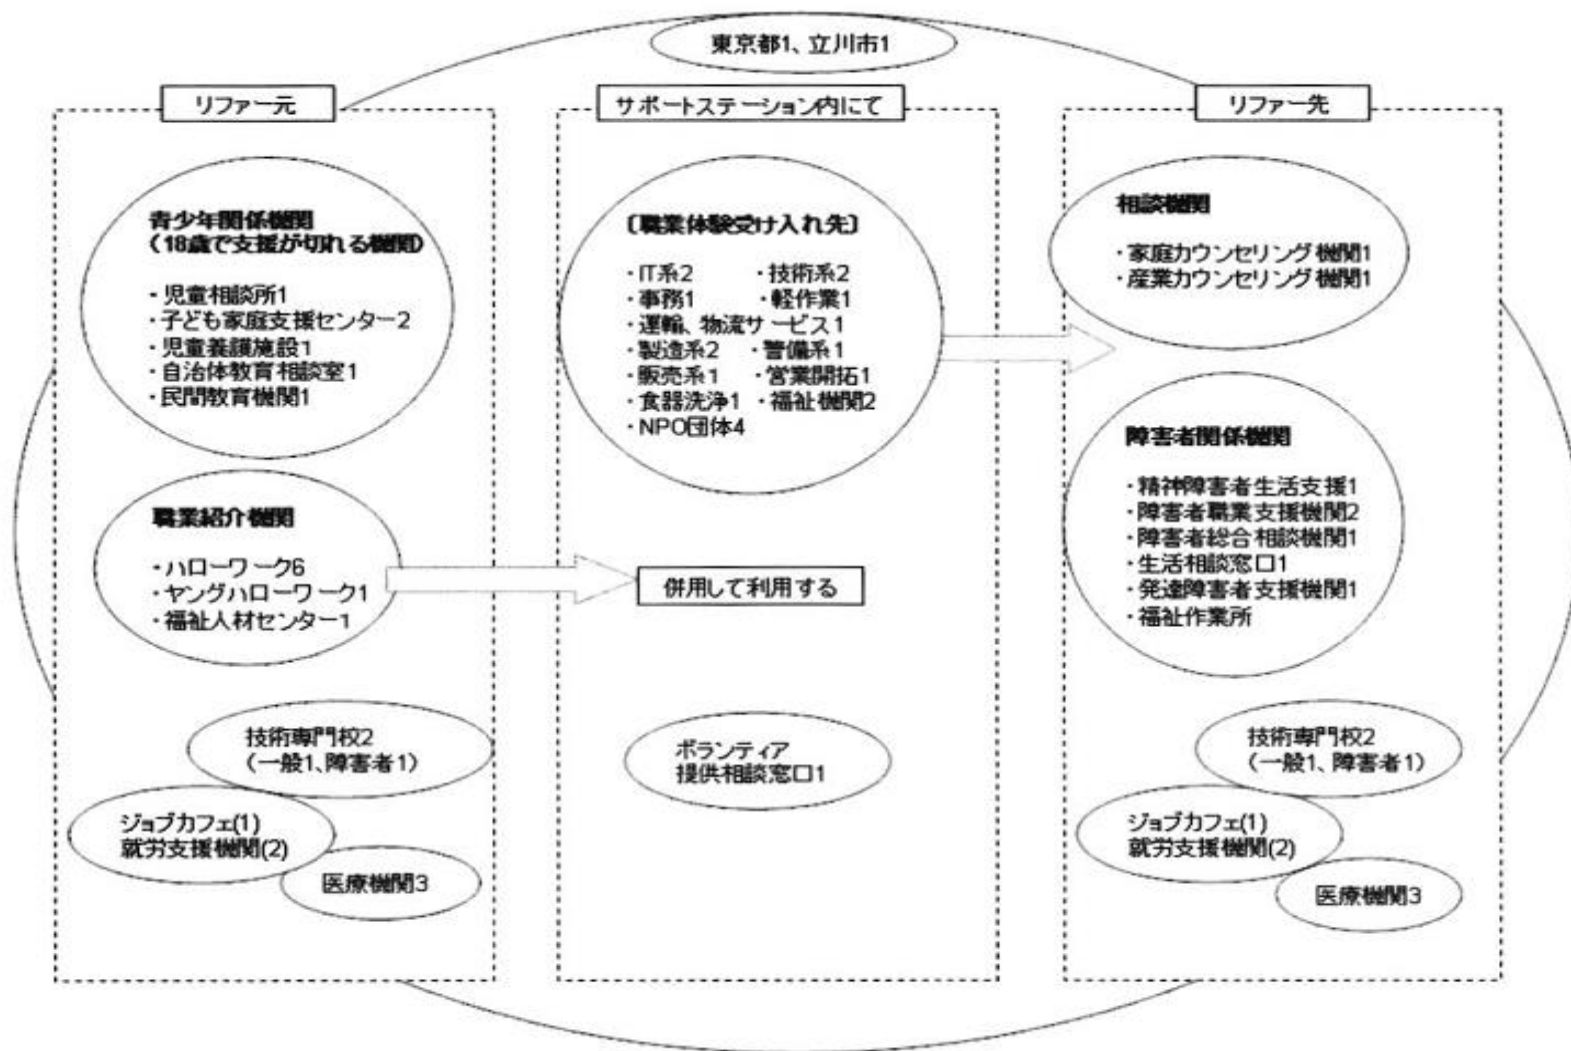 東京都1、立川市1
リファー元
青少年関係機関
（18歳で支援が切れる機関）
・児童相談所1
・子ども家庭支援センター2
・児童養護施設1
・自治体教育相談室1
・民間教育機関1
職業紹介機関
・ハローワーク6
・ヤングハローワーク1
・福祉人材センター1
技術専門校2
（一般1、障害者1）
ジョブカフェ(1)
就労支援機関(2)
医療機関3
サポートステーション内にて
〔職業体験受け入れ先〕
・IT系2　・技術系2
・事務1　・軽作業1
・運輸、物流サービス1
・製造系2　・警備系1
・販売系1　・営業開拓1
・食器洗浄1　・福祉機関2
・NPO団体4
併用して利用する
ボランティア
提供相談窓口1
リファー先
相談機関
・家庭カウンセリング機関1
・産業カウンセリング機関1
障害者関係機関
・精神障害者生活支援1
・障害者職業支援機関2
・障害者総合相談機関1
・生活相談窓口1
・発達障害者支援機関1
・福祉作業所
技術専門校2
（一般1、障害者1）
ジョブカフェ(1)
就労支援機関(2)
医療機関3